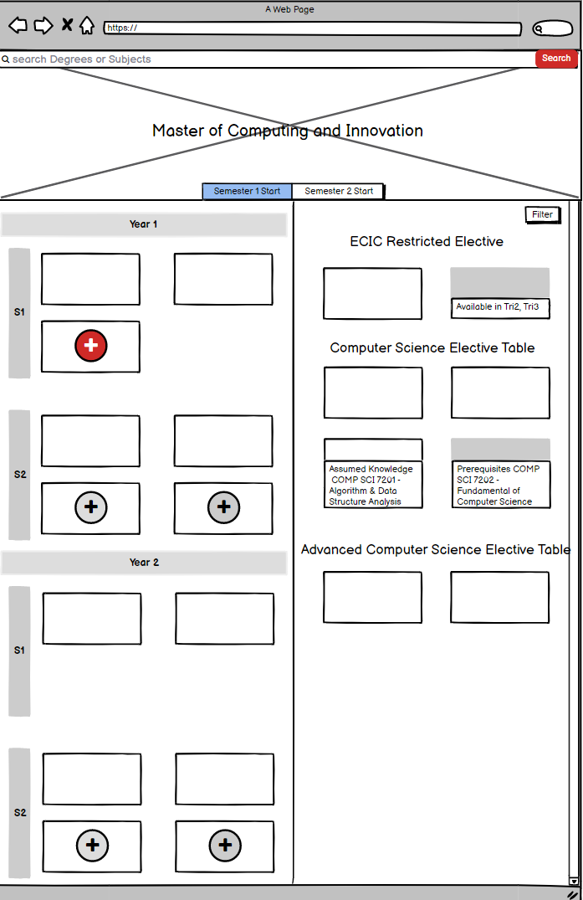 A Web Page
https://
search Degrees or Subjects
Search
Master of Computing and Innovation
Semester 1 Start
Semester 2 Start
Filter
Year 1
ECIC Restricted Elective
S1
Available in Tri2, Tri3
Computer Science Elective Table
S2
Assumed Knowledge
COMP SCI 7201 -
Algorithm & Data
Structure Analysis
Prerequisites COMP
SCI 7202 -
Fundamental of
Computer Science
Year 2
Advanced Computer Science Elective Table
S1
S2